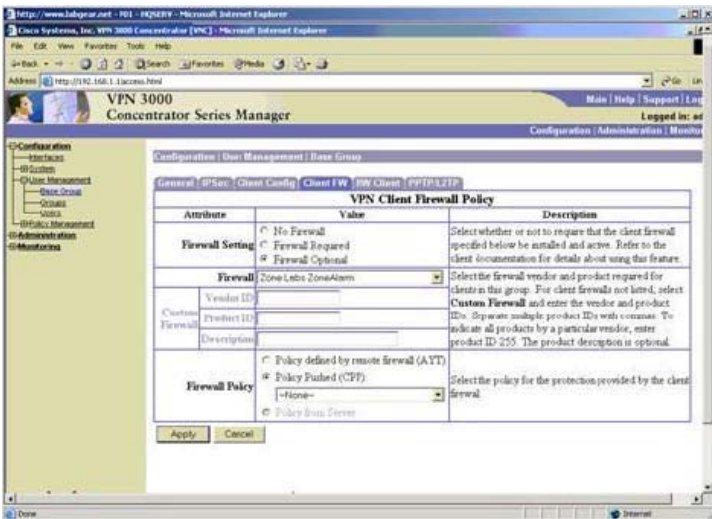 http://www.labgear.net - P01 - HQSERV - Microsoft Internet Explorer
Cisco Systems, Inc. VPN 3000 Concentrator [VNC] - Microsoft Internet Explorer
File Edit View Favorites Tools Help
Back Search Favorites Media
Address http://192.168.1.1/access.html Go
VPN 3000
Concentrator Series Manager
Main | Help | Support | Log
Logged in: ad
Configuration | Administration | Monitor
Configuration
Interfaces
System
User Management
Base Group
Groups
Users
Policy Management
Administration
Monitoring
Configuration | User Management | Base Group
General IPSec Client Config Client FW HW Client PPTP/L2TP
VPN Client Firewall Policy
Attribute Value Description
Firewall Setting
No Firewall
Firewall Required
Firewall Optional
Select whether or not to require that the client firewall
specified below be installed and active. Refer to the
client documentation for details about using this feature.
Firewall Zone Labs ZoneAlarm
Custom Firewall
Vendor ID
Product ID
Description
Select the firewall vendor and product required for
clients in this group. For client firewalls not listed, select
Custom Firewall and enter the vendor and product
IDs. Separate multiple product IDs with commas. To
indicate all products by a particular vendor, enter
product ID 255. The product description is optional.
Firewall Policy
Policy defined by remote firewall (AYT)
Policy Pushed (CPP):
--None--
Policy from Server
Select the policy for the protection provided by the client
firewall.
Apply Cancel
Done Internet